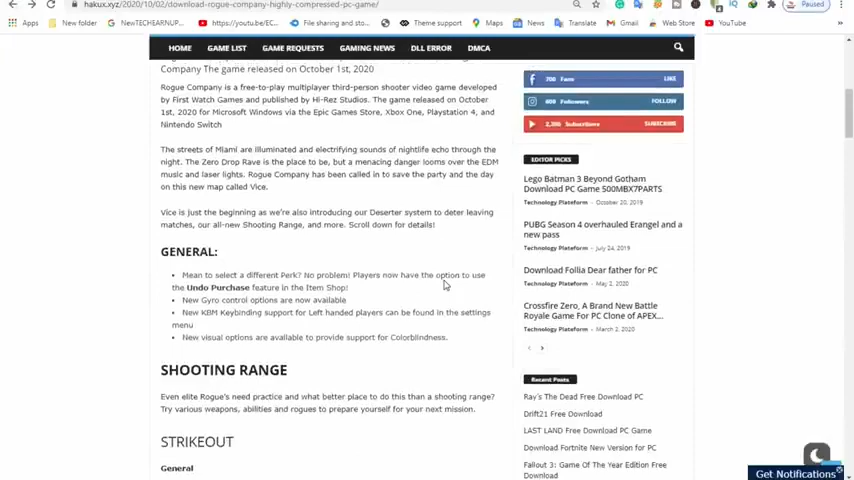 hakux.xyz/2020/10/02/download-rogue-company-highly-compressed-pc-game/
Paused
Books
New folder
NewTECHEARNUP...
https://youtube.be/EC...
File sharing and sto...
Theme support
Maps
News
Translate
Gmail
Web Store
YouTube
HOME GAME LIST GAME REQUESTS GAMING NEWS DLL ERROR DMCA
Company The game released on October 1st, 2020
Rogue Company is a free-to-play multiplayer third-person shooter video game developed
by First Watch Games and published by Hi-Rez Studios. The game released on October
1st, 2020 for Microsoft Windows via the Epic Games Store, Xbox One, Playstation 4, and
Nintendo Switch
The streets of Miami are illuminated and electrifying sounds of nightlife echo through the
night. The Zero Drop Rave is the place to be, but a menacing danger looms over the EDM
music and laser lights. Rogue Company has been called in to save the party and the day
on this new map called Vice.
Vice is just the beginning as we're also introducing our Deserter system to deter leaving
matches, our all-new Shooting Range, and more. Scroll down for details!
GENERAL:
Mean to select a different Perk? No problem! Players now have the option to use
the Undo Purchase feature in the Item Shop!
New Gyro control options are now available
New KBM Keybinding support for Left handed players can be found in the settings
menu
New visual options are available to provide support for Colorblindness.
SHOOTING RANGE
Even elite Rogue's need practice and what better place to do this than a shooting range?
Try various weapons, abilities and rogues to prepare yourself for your next mission.
STRIKEOUT
General
700 Fans LIKE
Followers FOLLOW
Subscribers SUBSCRIBE
EDITOR PICKS
Lego Batman 3 Beyond Gotham
Download PC Game 500MBX7PARTS
Technology Plateform - October 20, 2019
PUBG Season 4 overhauled Erangel and a
new pass
Technology Plateform - July 24, 2019
Download Follia Dear father for PC
Technology Plateform - May 2, 2020
Crossfire Zero, A Brand New Battle
Royale Game For PC Clone of APEX...
Technology Plateform - March 2, 2020
Recent Posts
Ray's The Dead Free Download PC
Drift21 Free Download
LAST LAND Free Download PC Game
Download Fortnite New Version for PC
Fallout 3: Game Of The Year Edition Free
Download
Get Notifications